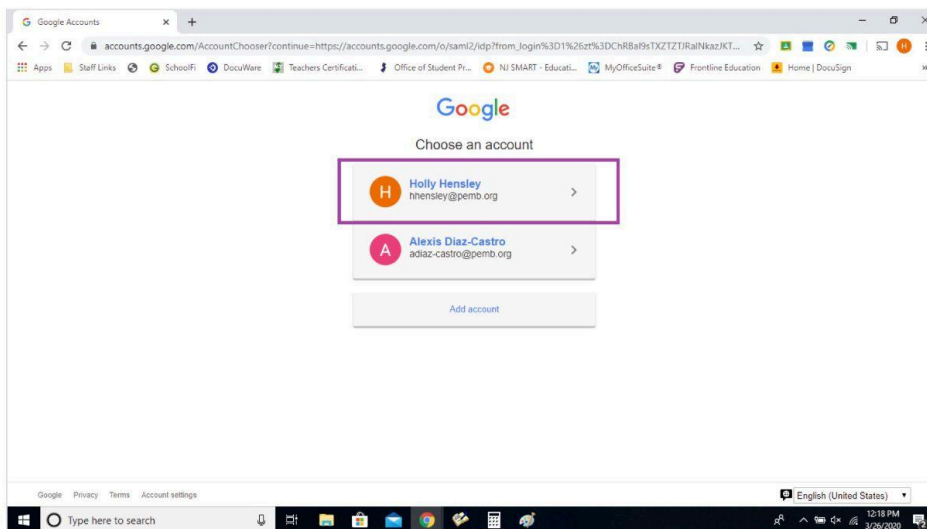 G Google Accounts
accounts.google.com/AccountChooser?continue=https://accounts.google.com/o/saml2/idp?from_login%3D1%26zt%3DChRBaI9sTXZTZTJRalNkazJKT...
H
Apps Staff Links SchoolFi DocuWare Teachers Certificati... Office of Student Pr... NJ SMART - Educati... MyOfficeSuite® Frontline Education Home | DocuSign
Google
Choose an account
H
Holly Hensley
hhensley@pemb.org
A
Alexis Diaz-Castro
adiaz-castro@pemb.org
Add account
Google Privacy Terms Account settings English (United States)
Type here to search
12:18 PM
3/26/2020